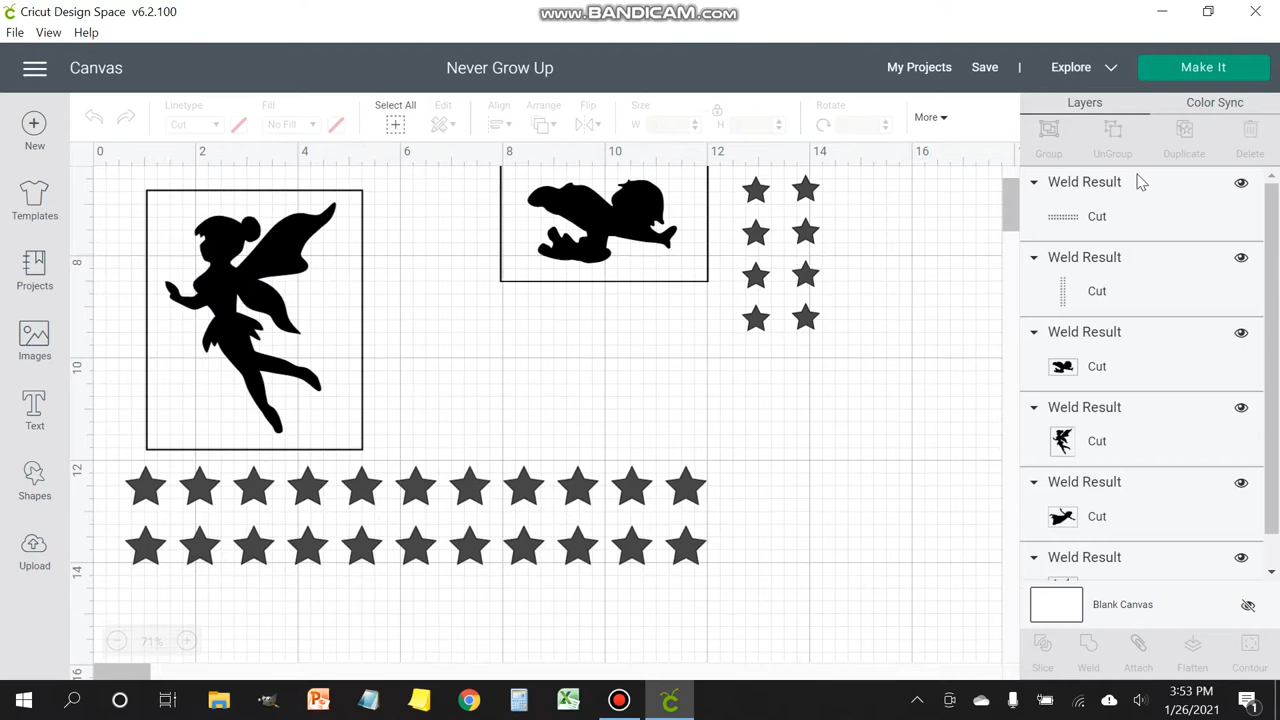 Cricut Design Space v6.2.100
www.BANDICAM.com
File View Help
Canvas
Never Grow Up
My Projects Save | Explore Make It
Linetype
Cut
Fill
No Fill
Select All
Edit
Align
Arrange
Flip
Size
W
H
Rotate
More
Layers
Color Sync
Group
UnGroup
Duplicate
Delete
0 2 4 6 8 10 12 14 16
8
10
12
14
16
New
Templates
Projects
Images
Text
Shapes
Upload
Weld Result
Cut
Weld Result
Cut
Weld Result
Cut
Weld Result
Cut
Weld Result
Cut
Weld Result
Blank Canvas
71%
Slice
Weld
Attach
Flatten
Contour
3:53 PM
1/26/2021
1